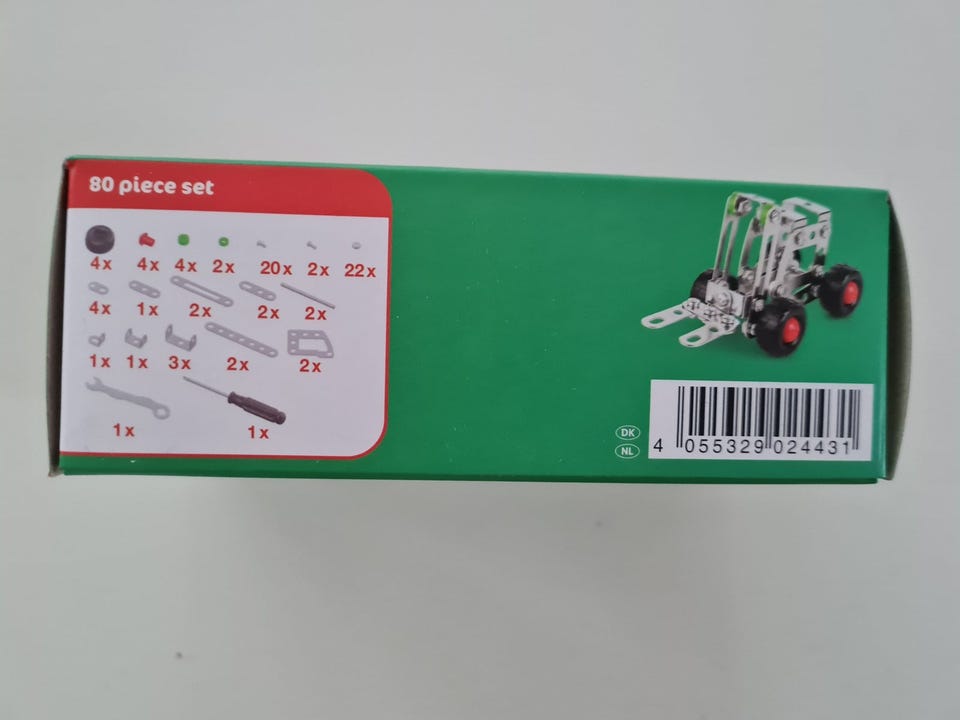 80 piece set
4x 4x 4x 2x 20x 2x 22x
4x 1x 2x 2x 2x
1x 1x 3x 2x 2x
1x 1x
DK
NL
4 055329 024431